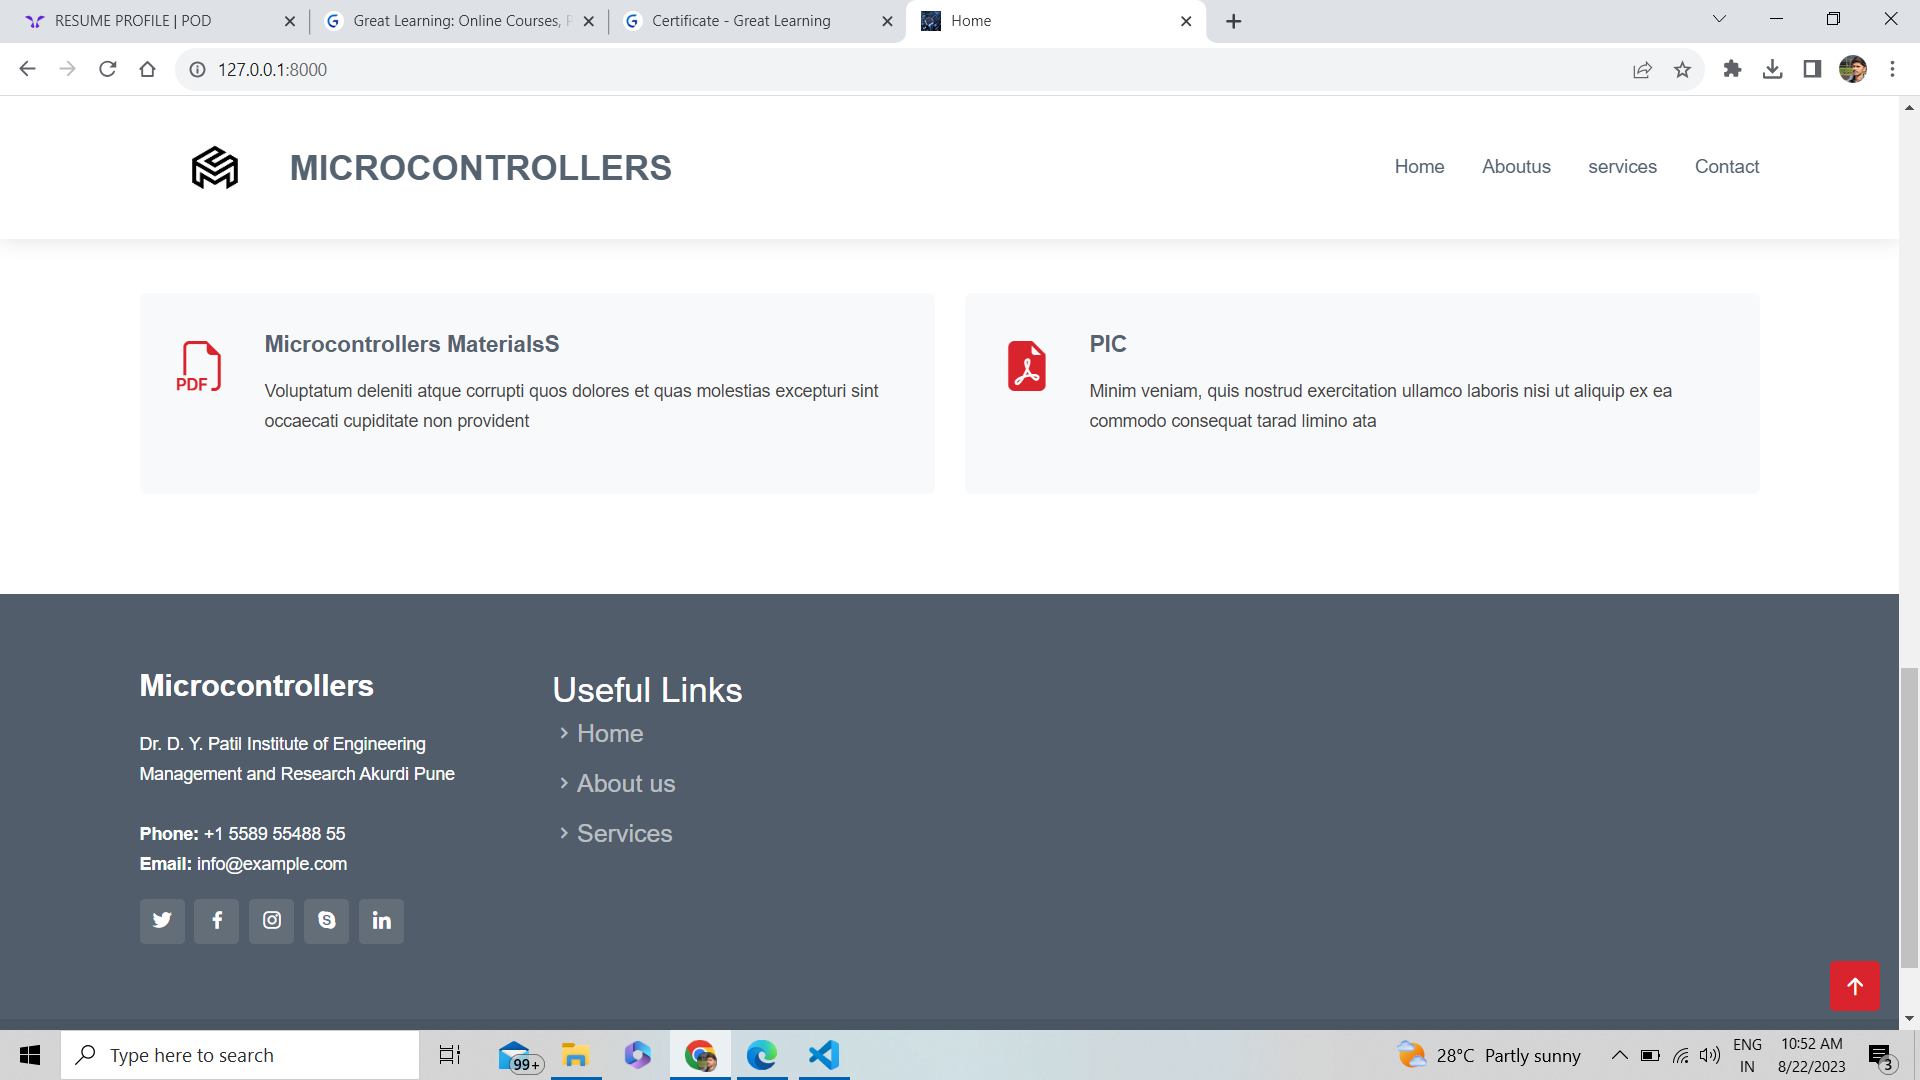 RESUME PROFILE | POD
Great Learning: Online Courses,
Certificate - Great Learning
Home
127.0.0.1:8000
MICROCONTROLLERS
Home
Aboutus
services
Contact
Microcontrollers MaterialsS
PDF
Voluptatum deleniti atque corrupti quos dolores et quas molestias excepturi sint
occaecati cupiditate non provident
PIC
Minim veniam, quis nostrud exercitation ullamco laboris nisi ut aliquip ex ea
commodo consequat tarad limino ata
Microcontrollers
Dr. D. Y. Patil Institute of Engineering
Management and Research Akurdi Pune
Phone: +1 5589 55488 55
Email: info@example.com
Useful Links
Home
About us
Services
Type here to search
99+
28°C Partly sunny
ENG
IN
10:52 AM
8/22/2023
3